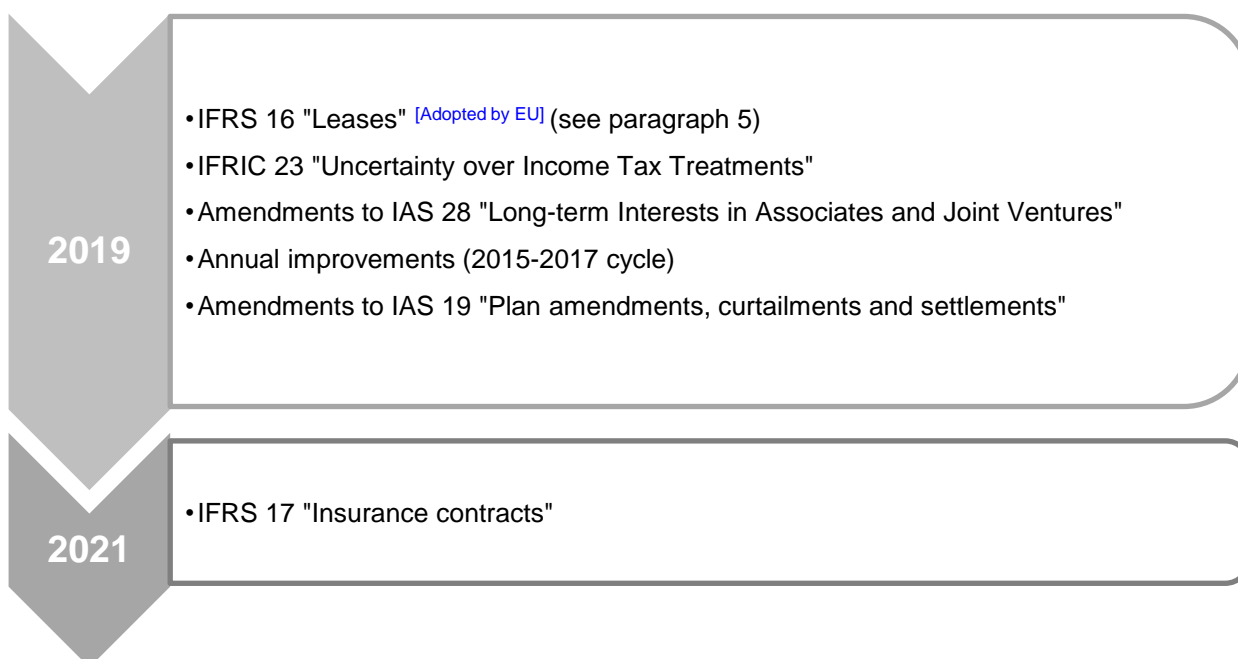 2019
•IFRS 16 "Leases" [Adopted by EU] (see paragraph 5)
•IFRIC 23 "Uncertainty over Income Tax Treatments"
•Amendments to IAS 28 "Long-term Interests in Associates and Joint Ventures"
•Annual improvements (2015-2017 cycle)
•Amendments to IAS 19 "Plan amendments, curtailments and settlements"
2021
•IFRS 17 "Insurance contracts"